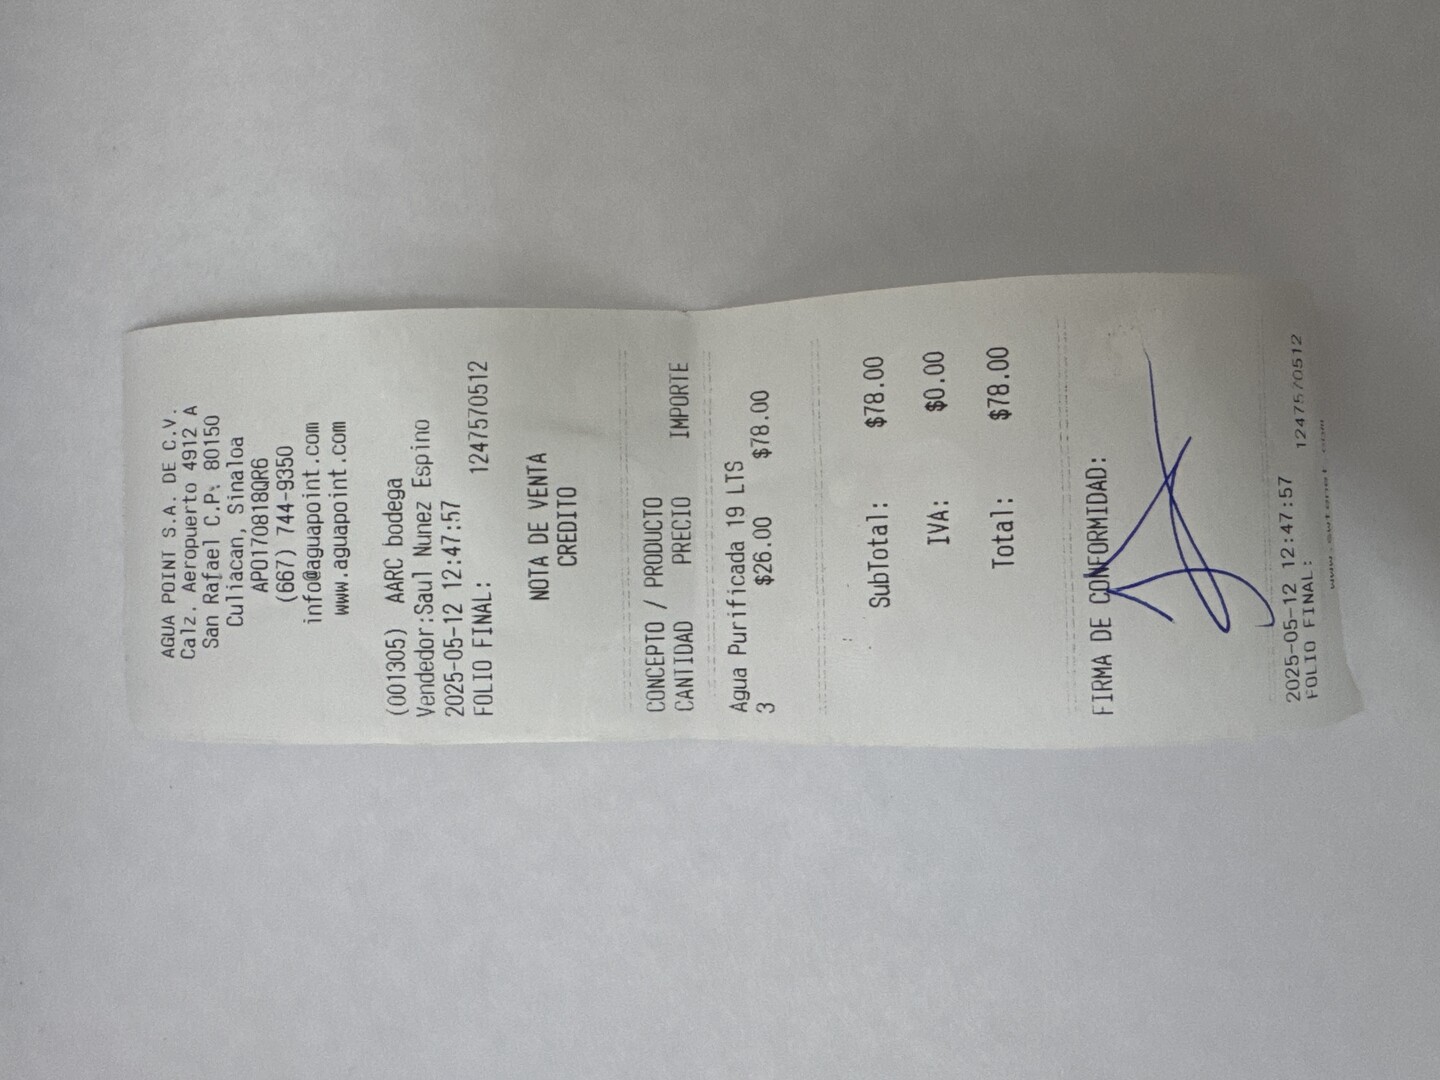 AGUA POINT S.A. DE C.V.
Calz. Aeropuerto 4912 A
San Rafael C.P. 80150
Culiacan, Sinaloa
APO170818QR6
(667) 744-9350
info@aguapoint.com
www.aguapoint.com
(001305) AARC bodega
Vendedor:Saul Nunez Espino
2025-05-12 12:47:57
FOLIO FINAL: 1247570512
NOTA DE VENTA
CREDITO
CONCEPTO / PRODUCTO
CANTIDAD PRECIO IMPORTE
Agua Purificada 19 LTS
3 $26.00 $78.00
SubTotal: $78.00
IVA: $0.00
Total: $78.00
FIRMA DE CONFORMIDAD:
2025-05-12 12:47:57
FOLIO FINAL: 1247570512